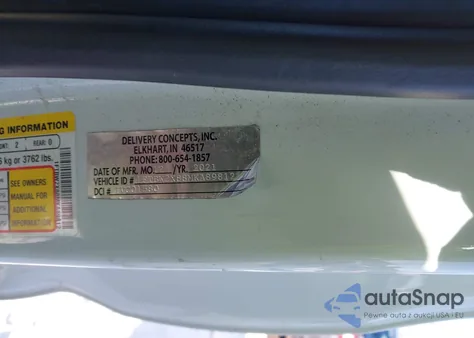 G INFORMATION
FRONT: 2 REAR: 0
kg or 3762 lbs.
SEE OWNERS
MANUAL FOR
ADDITIONAL
INFORMATION
DELIVERY CONCEPTS, INC.
ELKHART, IN 46517
PHONE:800-654-1857
DATE OF MFR. MO. /YR. 2021
VEHICLE ID #
DCI #
autoSnap
Pewne auta z aukcji USA i EU